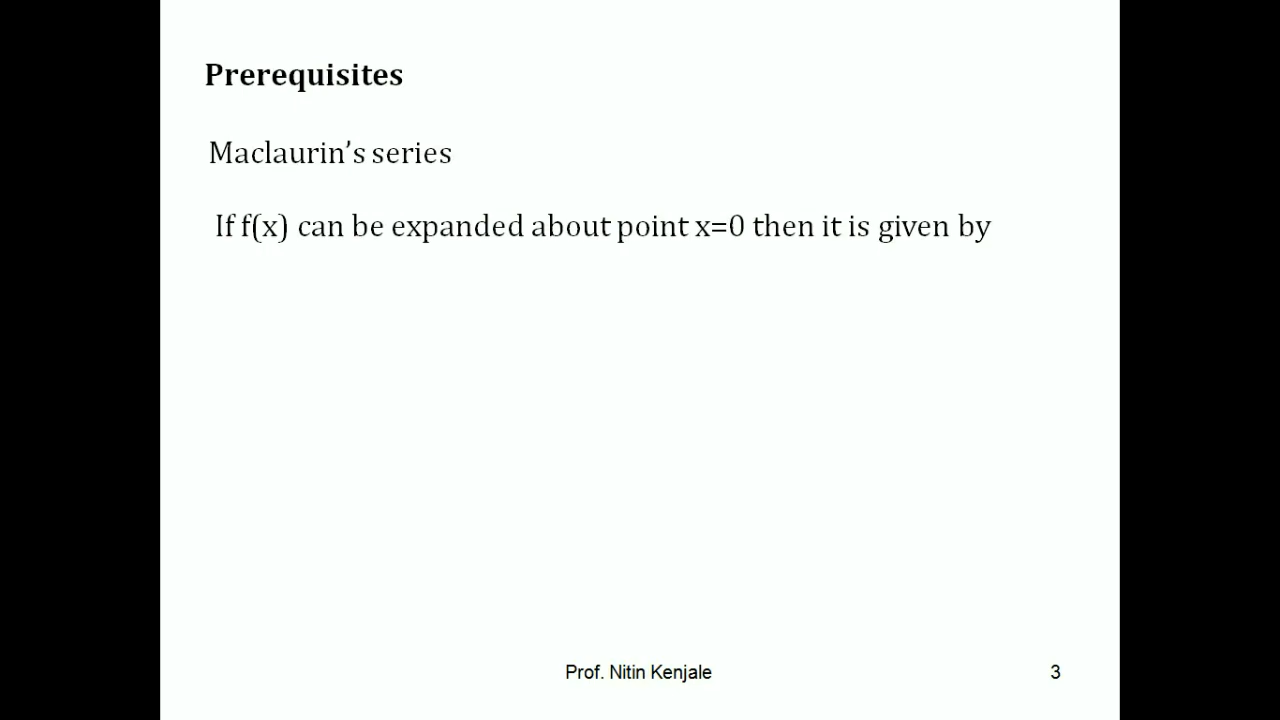 Prerequisites
Maclaurin’s series
If f(x) can be expanded about point x=0 then it is given by
Prof. Nitin Kenjale
3